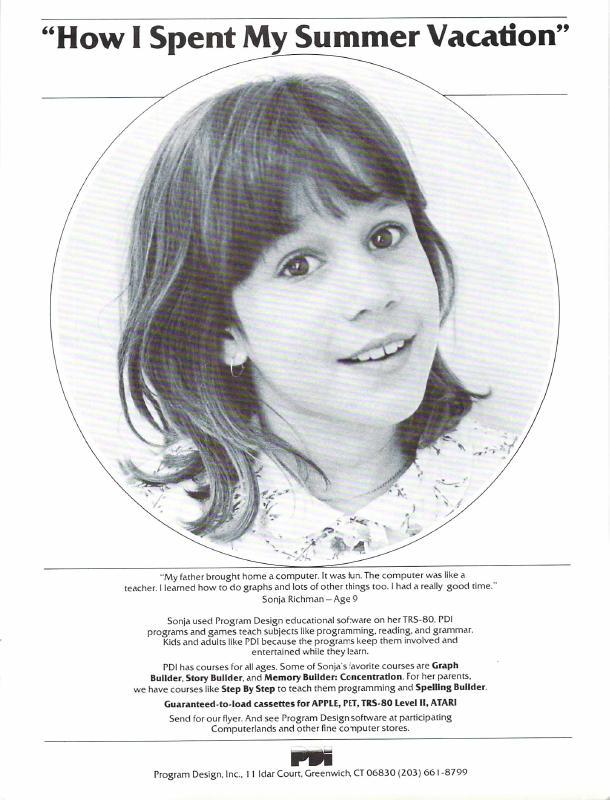 “How I Spent My Summer Vacation”
“My father brought home a computer. It was fun. The computer was like a
teacher. I learned how to do graphs and lots of other things too. I had a really good time.”
Sonja Richman — Age 9
Sonja used Program Design educational software on her TRS-80. PDI
programs and games teach subjects like programming, reading, and grammar.
Kids and adults like PDI because the programs keep them involved and
entertained while they learn.
PDI has courses for all ages. Some of Sonja's favorite courses are Graph
Builder, Story Builder, and Memory Builder: Concentration. For her parents,
we have courses like Step By Step to teach them programming and Spelling Builder.
Guaranteed-to-load cassettes for APPLE, PET, TRS-80 Level II, ATARI
Send for our flyer. And see Program Design software at participating
Computerlands and other fine computer stores.
PDI
Program Design, Inc., 11 Idar Court, Greenwich, CT 06830 (203) 661-8799